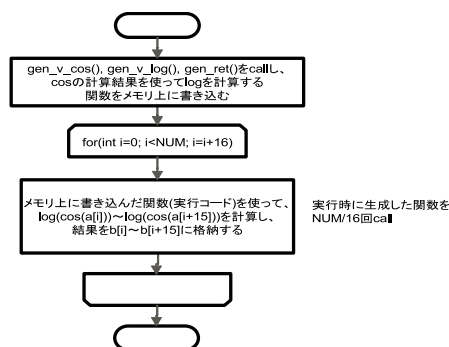 gen_v_cos(), gen_v_log(), gen_ret()をcallし、
cosの計算結果を使ってlogを計算する
関数をメモリ上に書き込む
for(int i=0; i<NUM; i=i+16)
メモリ上に書き込んだ関数(実行コード)を使って、
log(cos(a[i]))～log(cos(a[i+15]))を計算し、
結果をb[i]～b[i+15]に格納する
実行時に生成した関数を
NUM/16回call